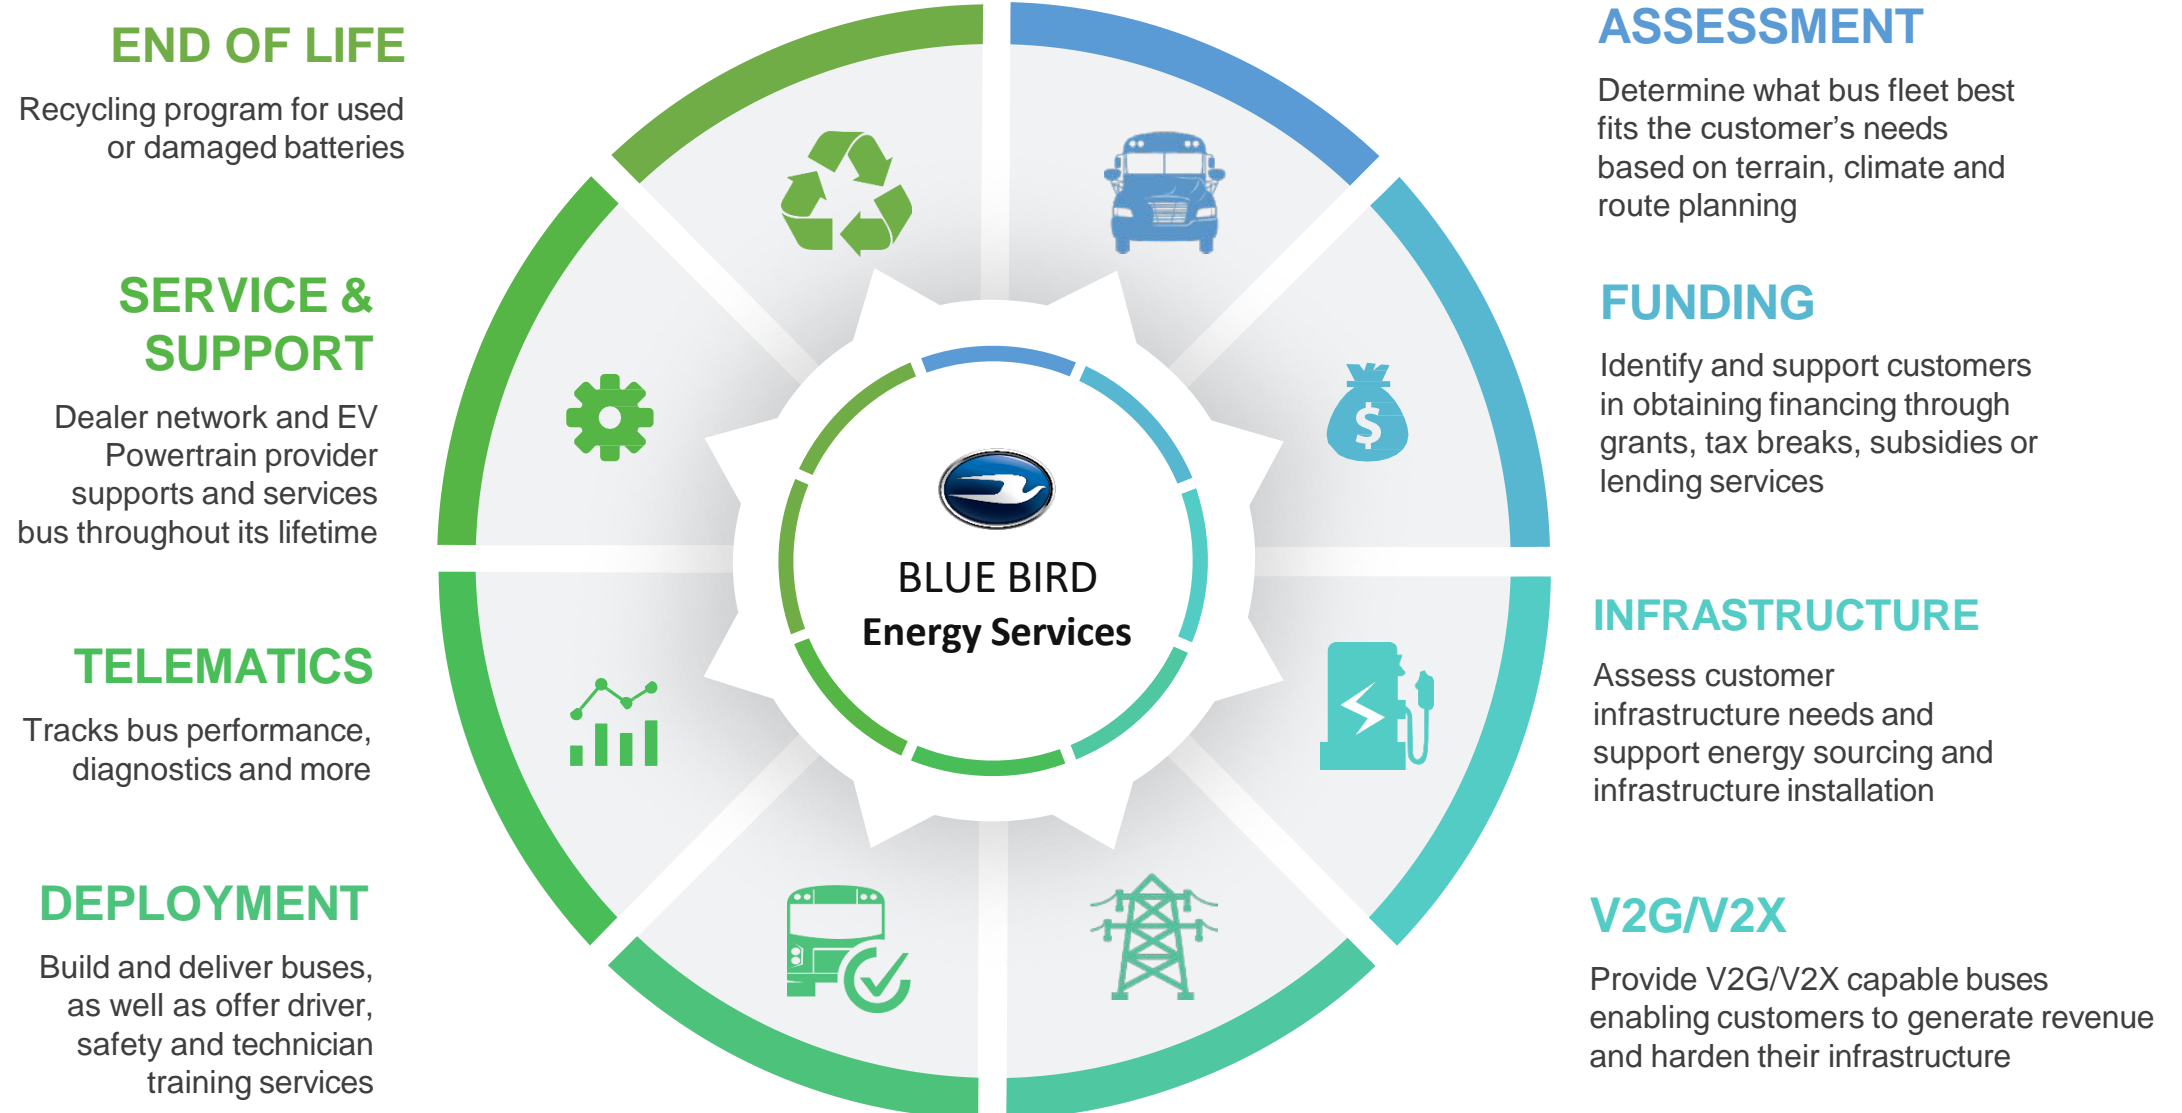 END OF LIFE
Recycling program for used
or damaged batteries
SERVICE &
SUPPORT
Dealer network and EV
Powertrain provider
supports and services
bus throughout its lifetime
TELEMATICS
Tracks bus performance,
diagnostics and more
DEPLOYMENT
Build and deliver buses,
as well as offer driver,
safety and technician
training services
$
BLUE BIRD
Energy Services
ASSESSMENT
Determine what bus fleet best
fits the customer’s needs
based on terrain, climate and
route planning
FUNDING
Identify and support customers
in obtaining financing through
grants, tax breaks, subsidies or
lending services
INFRASTRUCTURE
Assess customer
infrastructure needs and
support energy sourcing and
infrastructure installation
V2G/V2X
Provide V2G/V2X capable buses
enabling customers to generate revenue
and harden their infrastructure